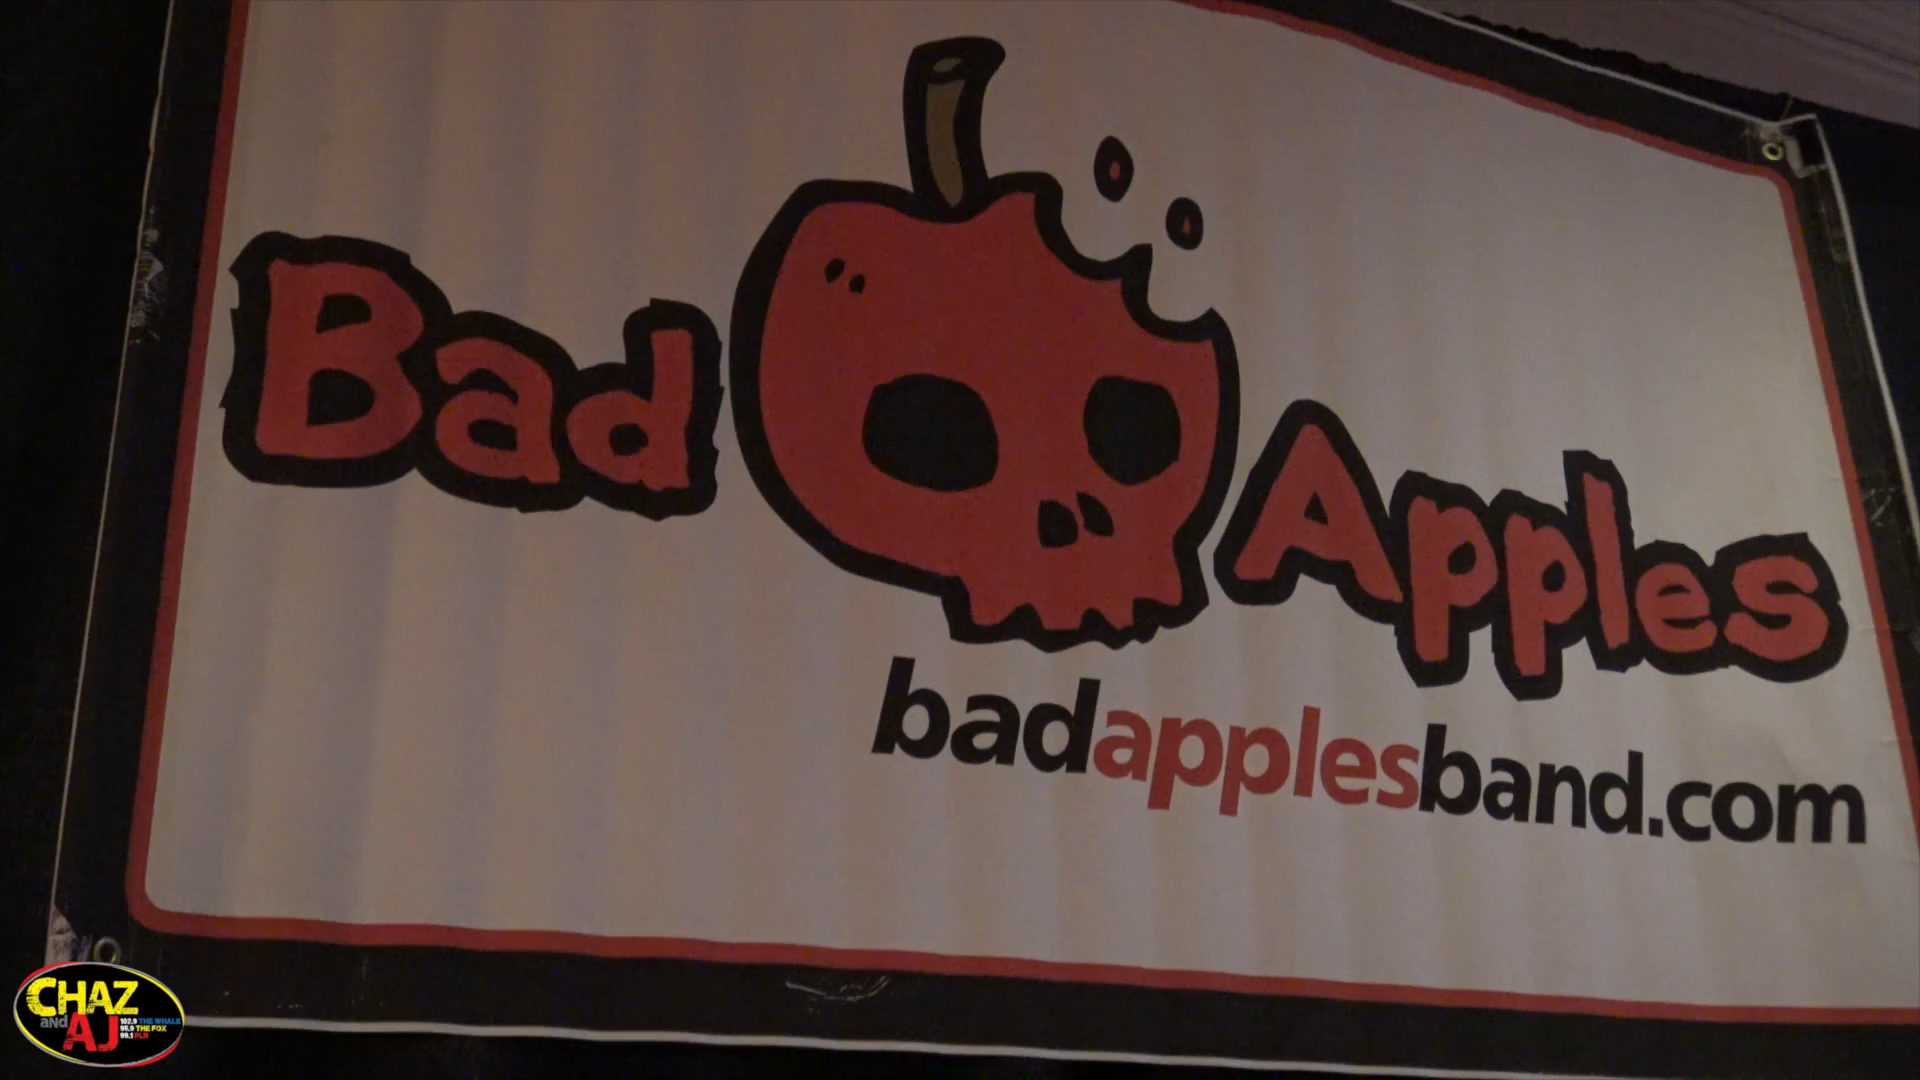 Bad Apples
badapplesband.com
CHAZ
and AJ
102.9 THE WHALE
95.9 THE FOX
99.1 PLR